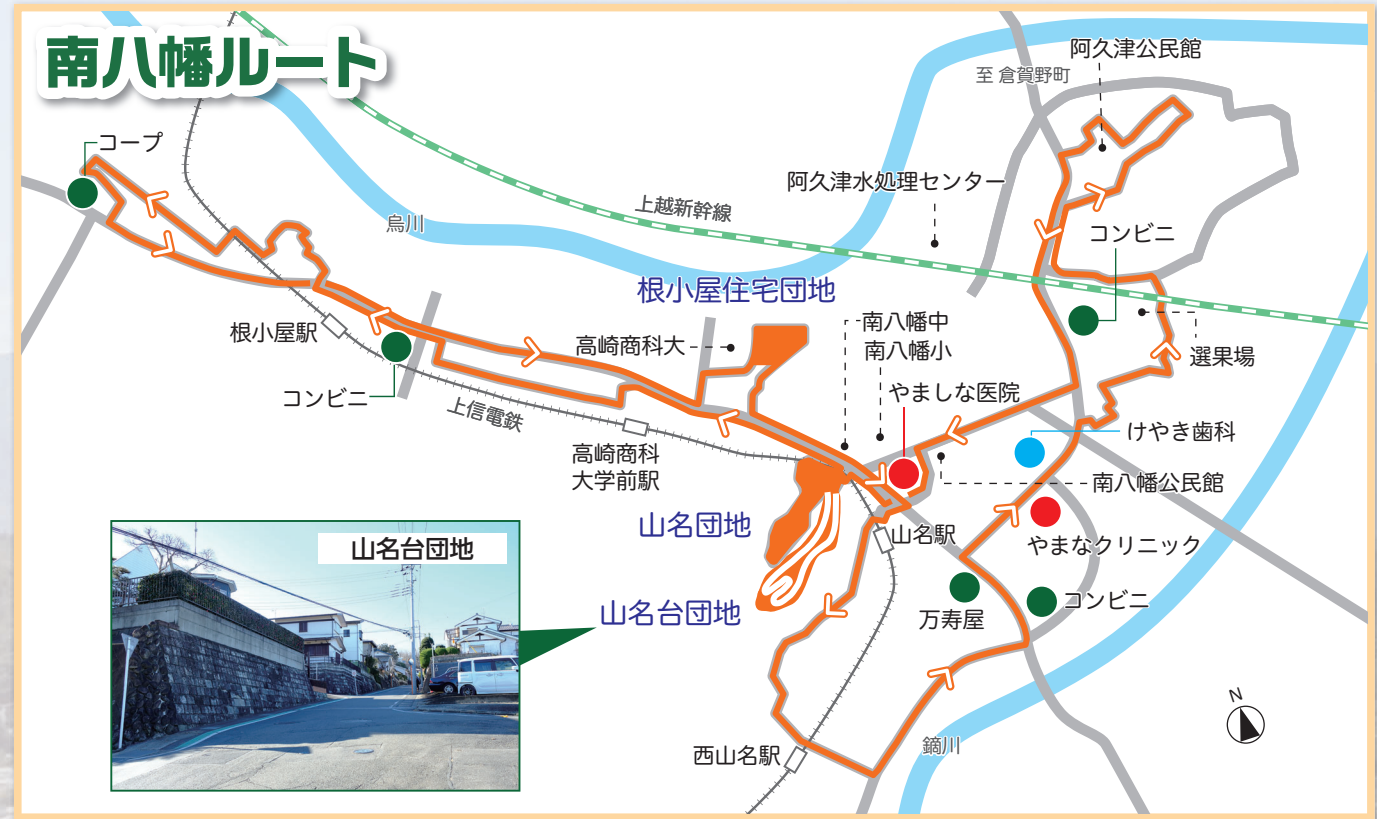 南八幡ルート
阿久津公民館
至 倉賀野町
コープ
阿久津水処理センター
上越新幹線
烏川
コンビニ
根小屋住宅団地
根小屋駅
高崎商科大
南八幡中
南八幡小
選果場
コンビニ
やましな医院
上信電鉄
けやき歯科
高崎商科
大学前駅
南八幡公民館
山名団地
山名駅
やまなクリニック
山名台団地
山名台団地
万寿屋
コンビニ
N
西山名駅
鏑川